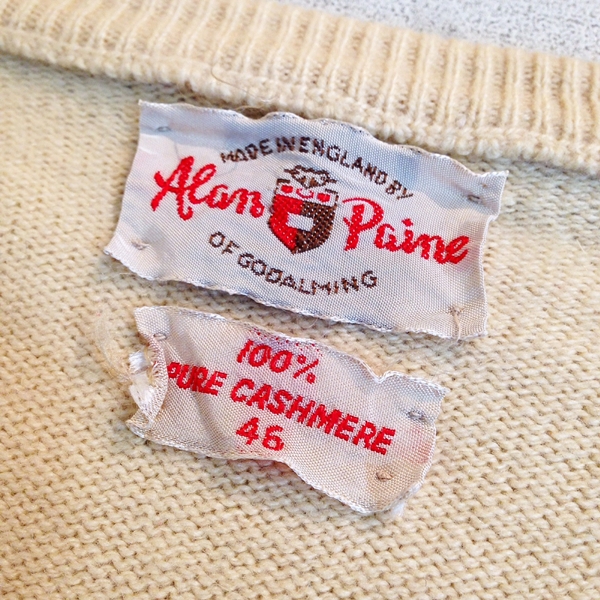 MADE IN ENGLAND BY
Alan Paine
OF GODALMING
100%
PURE CASHMERE
46